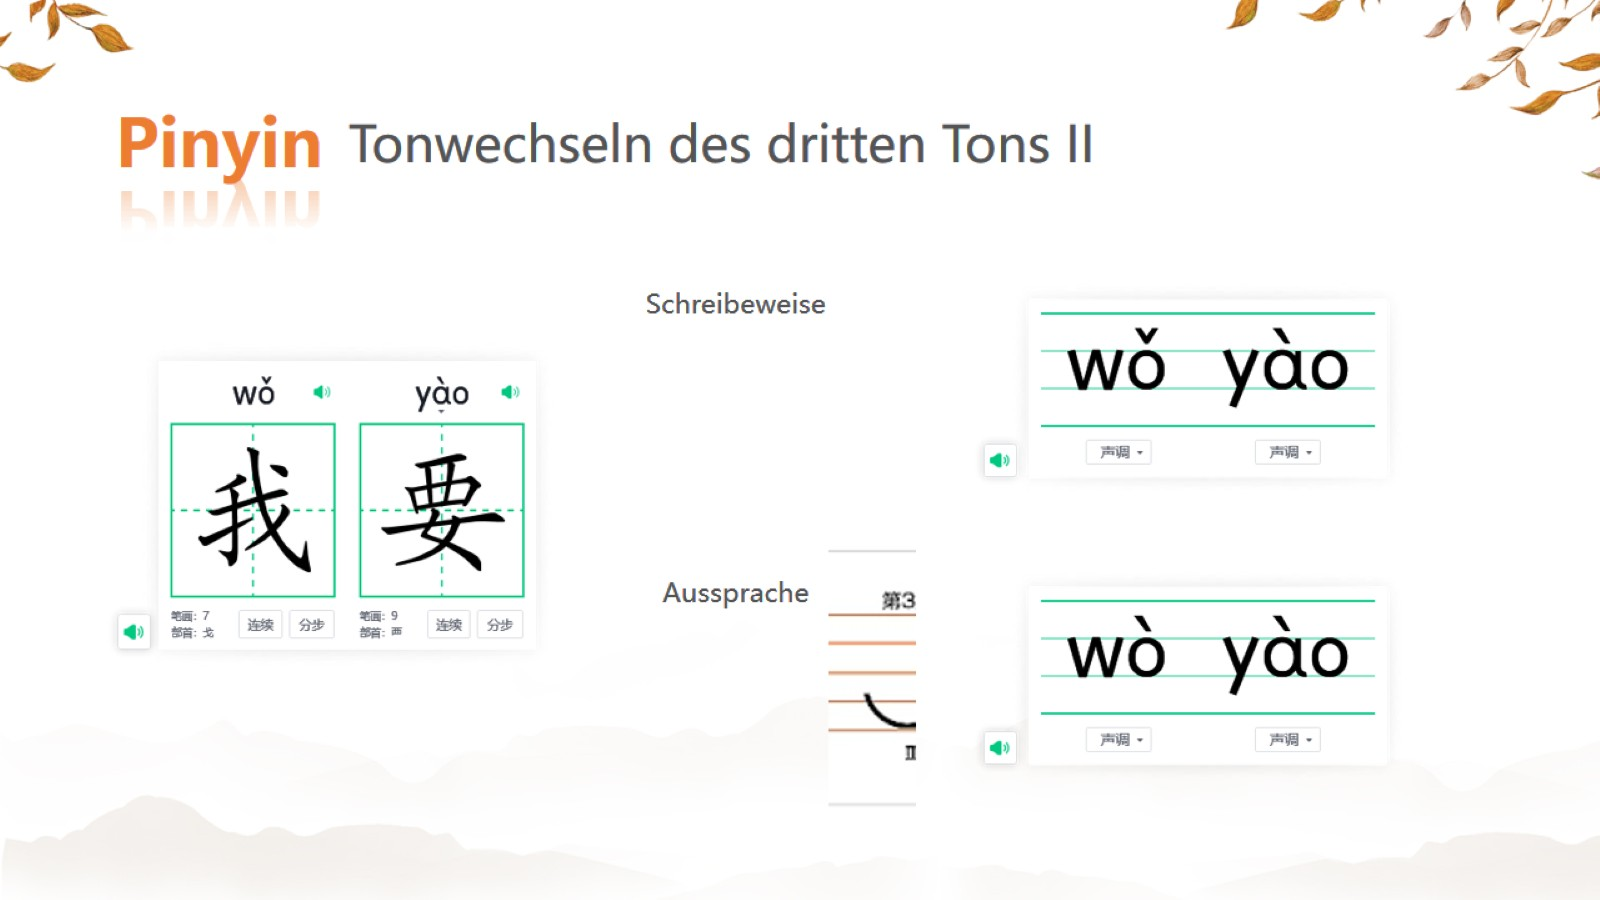 Pinyin Tonwechseln des dritten Tons II
wǒ yào
我 要
笔画: 7 连续 分步 笔画: 9 连续 分步
部首: 戈 部首: 覀
Schreibeweise
wǒ yào
声调 声调
Aussprache
第3
wò yào
声调 声调